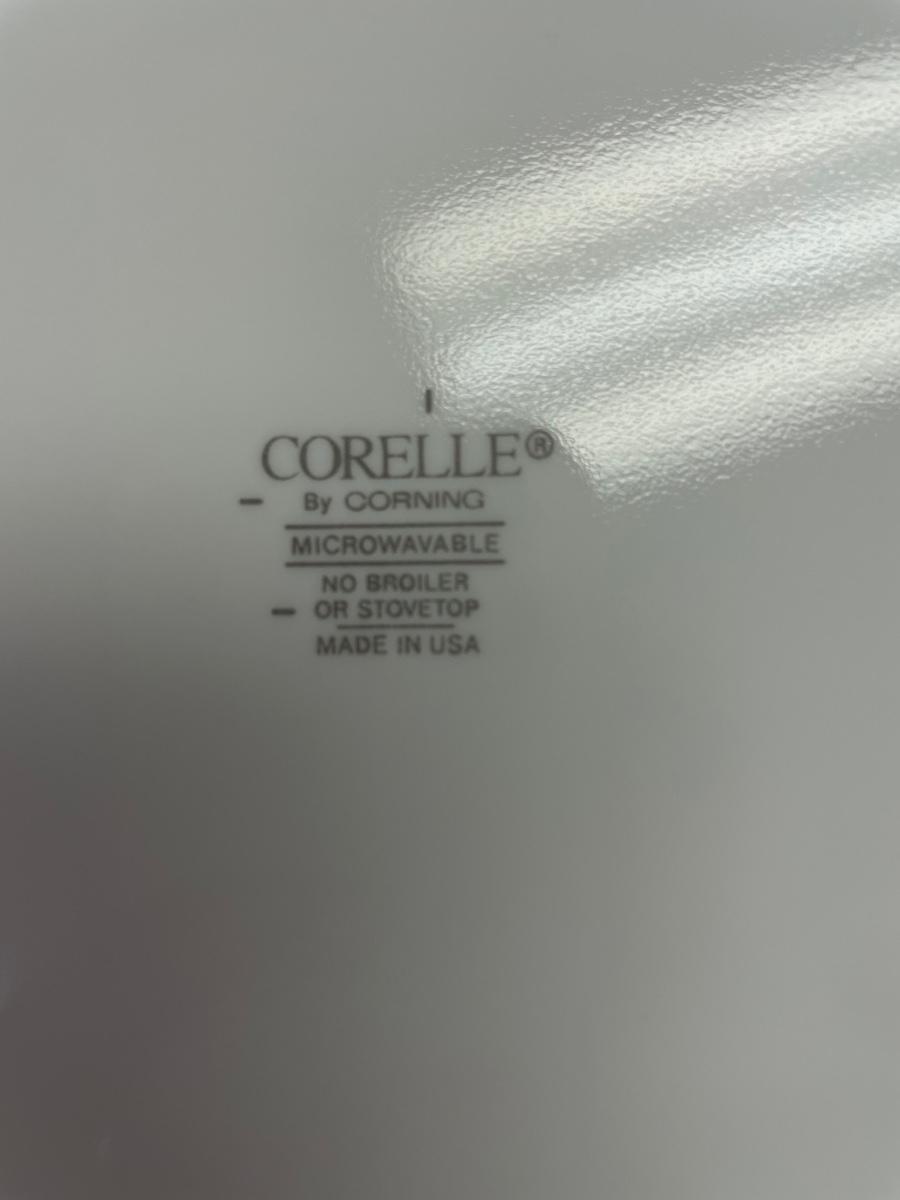 CORELLE®
By CORNING
MICROWAVABLE
NO BROILER
OR STOVETOP
MADE IN USA